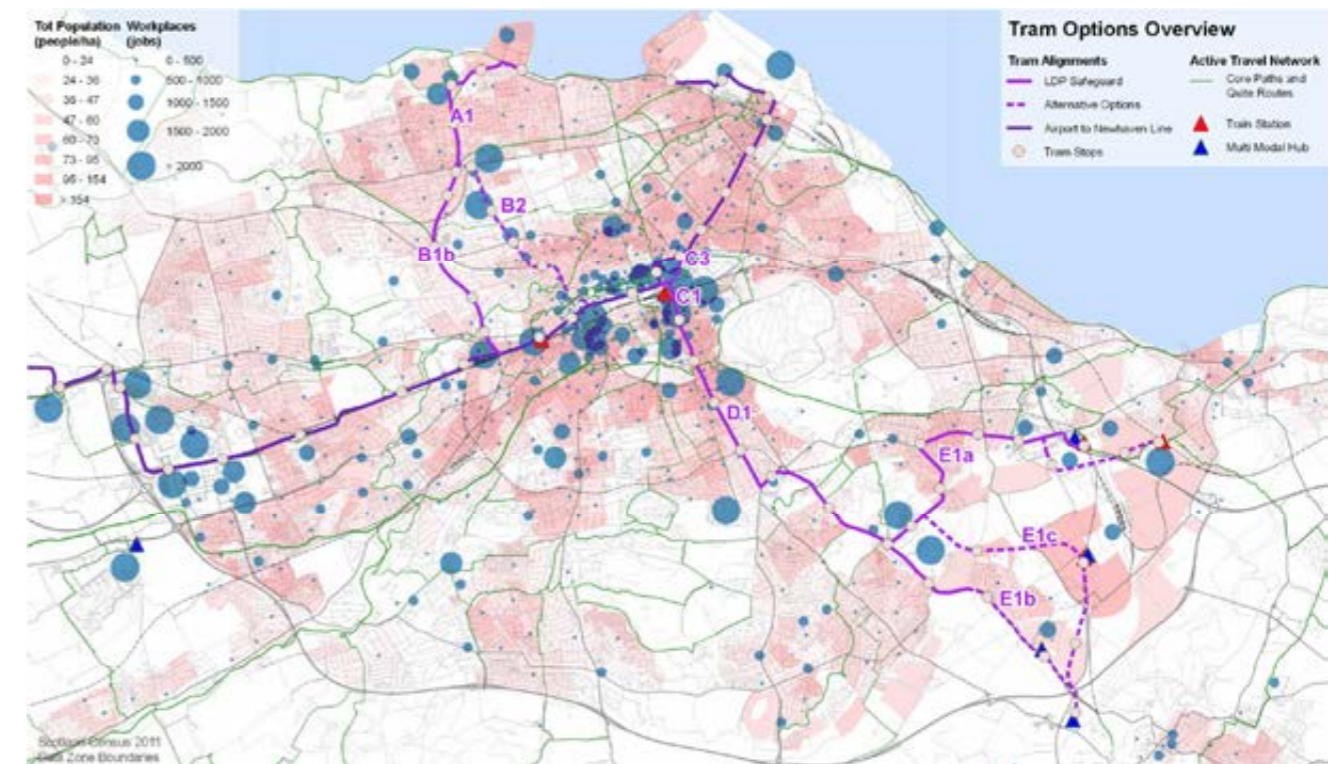 Tot Population
(people/ha)
0 - 24
24 - 36
36 - 47
47 - 60
60 - 73
73 - 95
95 - 154
> 154
Workplaces
(jobs)
0 - 500
500 - 1000
1000 - 1500
1500 - 2000
> 2000
Tram Options Overview
Tram Alignments
LDP Safeguard
Alternative Options
Airport to Newhaven Line
Tram Stops
Active Travel Network
Core Paths and
Quite Routes
Train Station
Multi Modal Hub
A1
B2
B1b
C3
C1
D1
E1a
E1c
E1b
Scotland Census 2011
Data Zone Boundaries